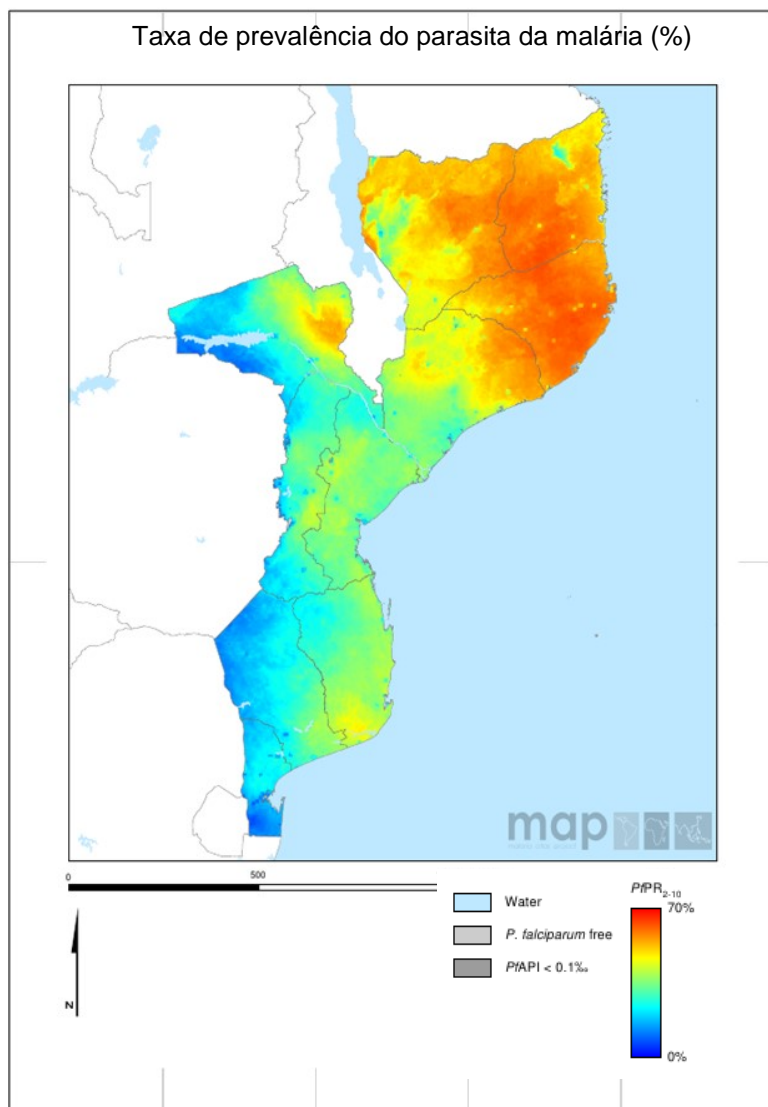 Taxa de prevalência do parasita da malária (%)
map
0
500
Water
P. falciparum free
PfAPI < 0.1‰
PfPR2-10
70%
0%
N